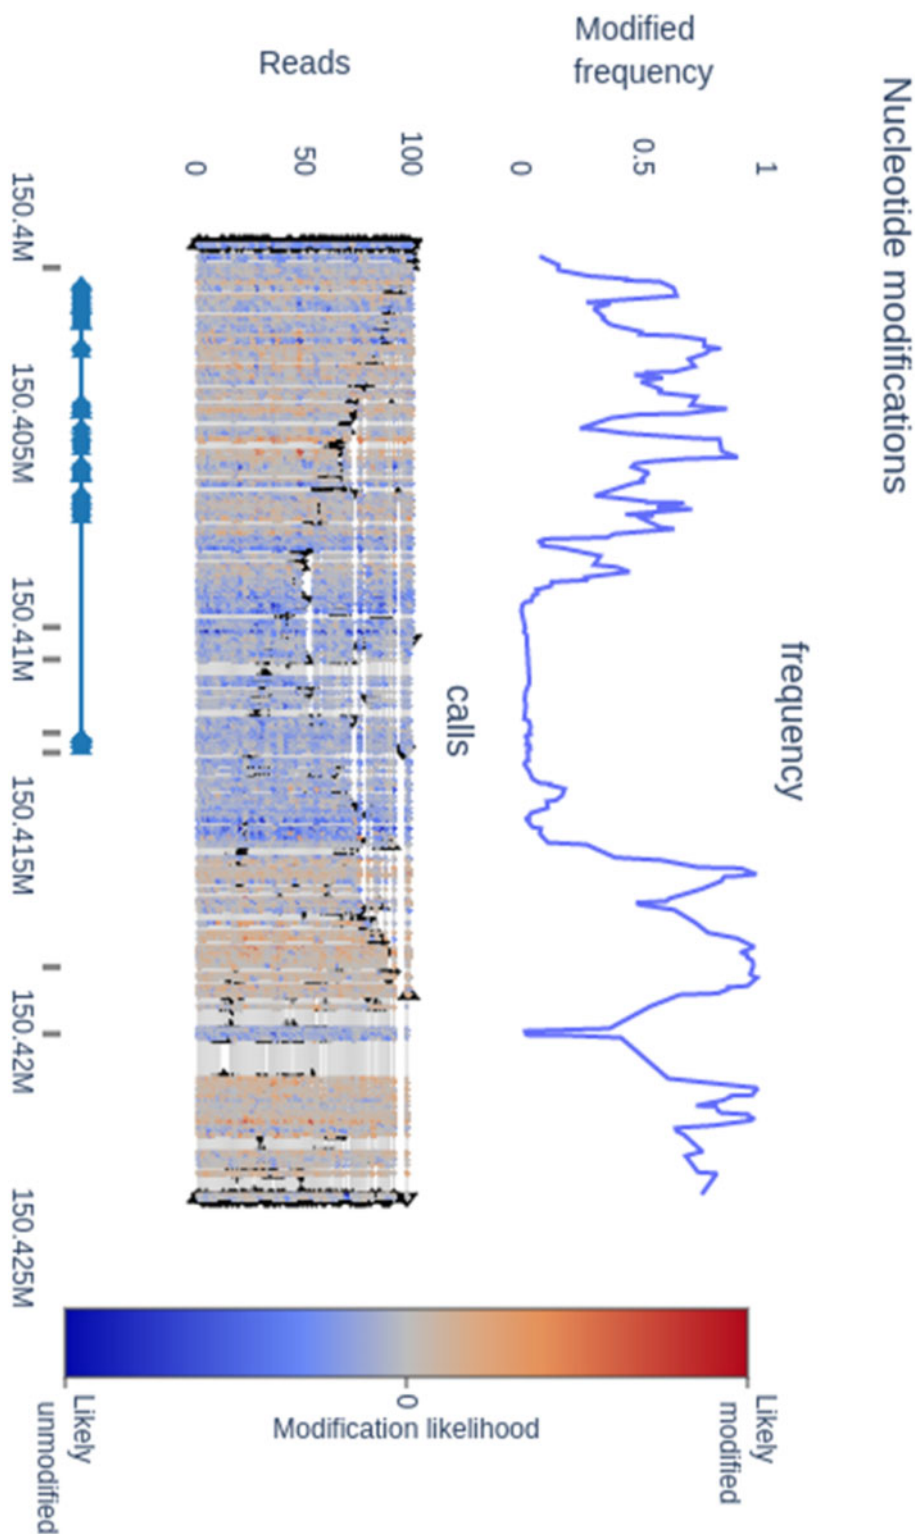 Nucleotide modifications
frequency
Modified
frequency
0
0.5
1
calls
Reads
0
50
100
150.4M
150.405M
150.41M
150.415M
150.42M
150.425M
Likely
modified
0
Modification likelihood
Likely
unmodified